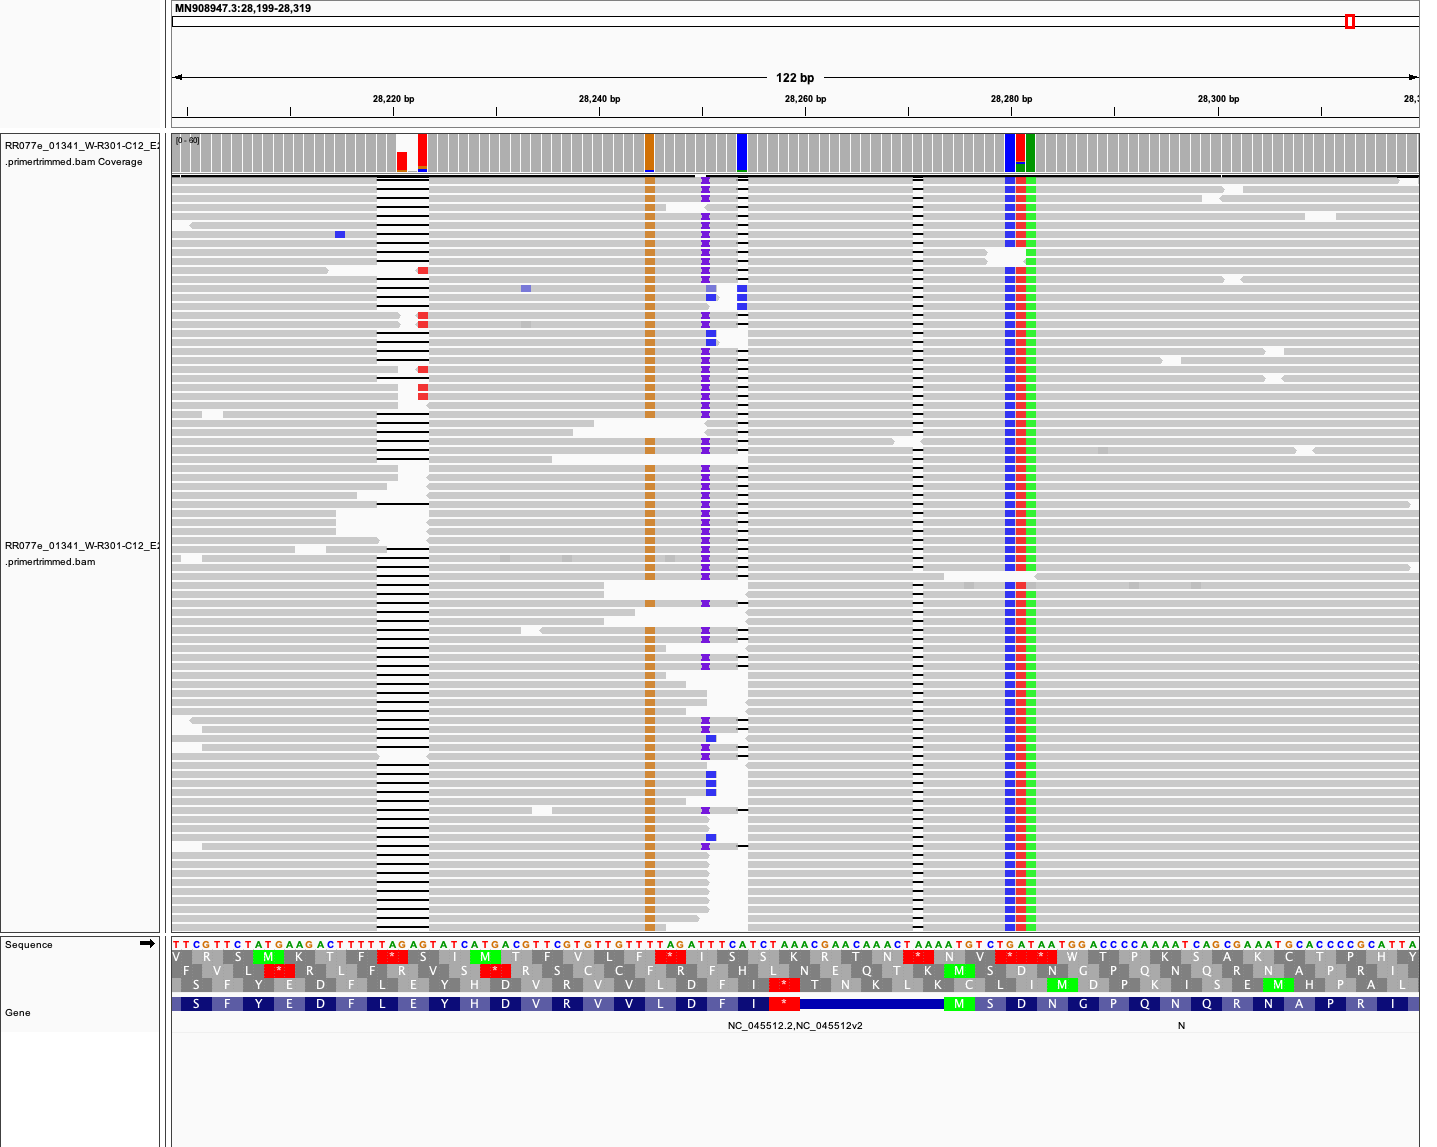 MN908947.3:28,199-28,319
122 bp
28,220 bp 28,240 bp 28,260 bp 28,280 bp 28,300 bp 28,3
[0 - 60]
RR077e_01341_W-R301-C12_E2
.primertrimmed.bam Coverage
RR077e_01341_W-R301-C12_E2
.primertrimmed.bam
Sequence
TTCGTTCTATGAAGACTTTTTAGAGTATCATGACGTTCGTGTTGTTTTAGATTTCATCTAAACGAACAAACTAAAATGTCTGATAATGGACCCCAAAATCAGCGAAATGCACCCCGCATTA
V R S M K T F * S I M T F V L F * I S S K R T N * N V * * W T P K S A K C T P H Y
F V L * R L F R V S * R S C C F R F H L N E Q T K M S D N G P Q N Q R N A P R I
S F Y E D F L E Y H D V R V V L D F I * T N K L K C L I M D P K I S E M H P A L
Gene
S F Y E D F L E Y H D V R V V L D F I * M S D N G P Q N Q R N A P R I
NC_045512.2,NC_045512v2 N